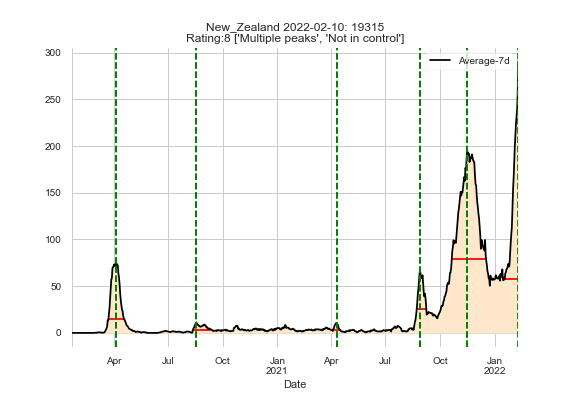 New_Zealand 2022-02-10: 19315
Rating:8 ['Multiple peaks', 'Not in control']
Average-7d
300
250
200
150
100
50
0
Apr Jul Oct Jan Apr Jul Oct Jan
2021 2022
Date